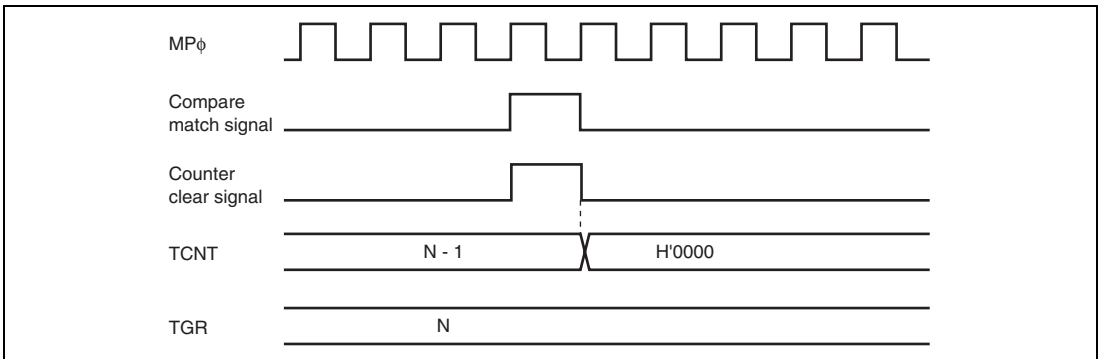 MPϕ
Compare
match signal
Counter
clear signal
TCNT
N - 1
H'0000
TGR
N